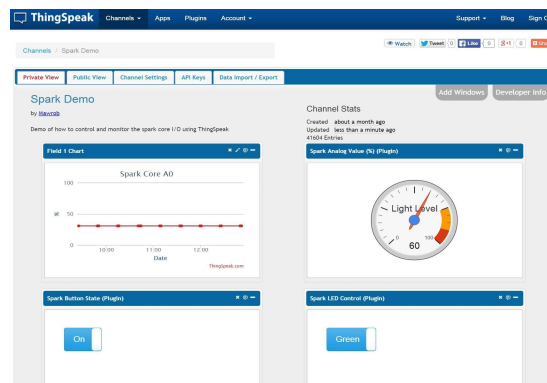 ThingSpeak Channels Apps Plugins Account Support Blog Sign
Channels / Spark Demo
Watch Tweet 0 Like 0 +1 0
Private View Public View Channel Settings API Keys Data Import / Export
Add Windows Developer Info
Spark Demo
by Mawrob
Demo of how to control and monitor the spark core I/O using ThingSpeak
Channel Stats
Created about a month ago
Updated less than a minute ago
41604 Entries
Field 1 Chart
Spark Core A0
100
50
0
%
10:00 11:00 12:00
Date
ThingSpeak.com
Spark Analog Value (%) (Plugin)
Light Level
0 100
60
Spark Button State (Plugin)
On
Spark LED Control (Plugin)
Green